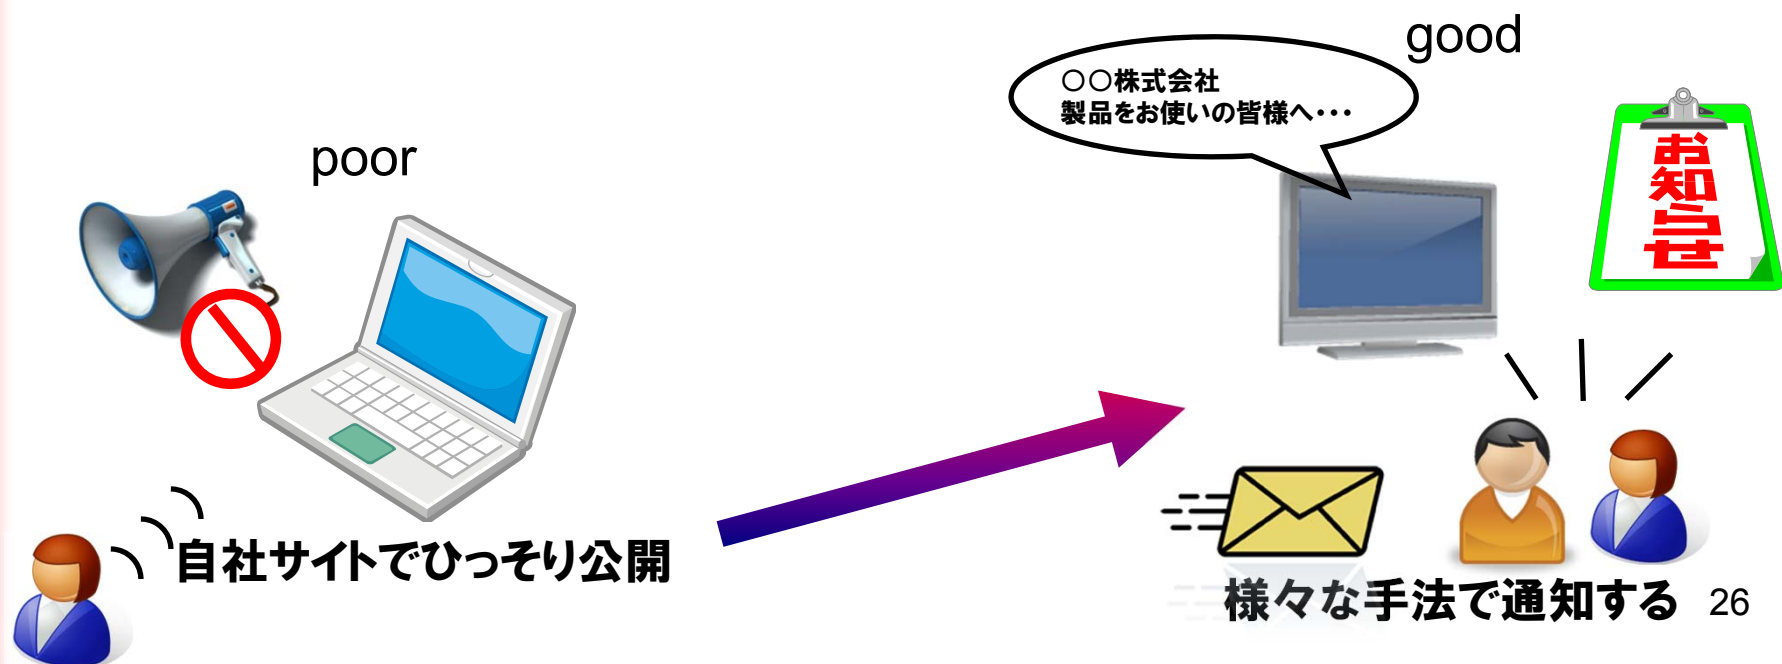 poor
自社サイトでひっそり公開
good
○○株式会社
製品をお使いの皆様へ・・・
お知らせ
様々な手法で通知する
26